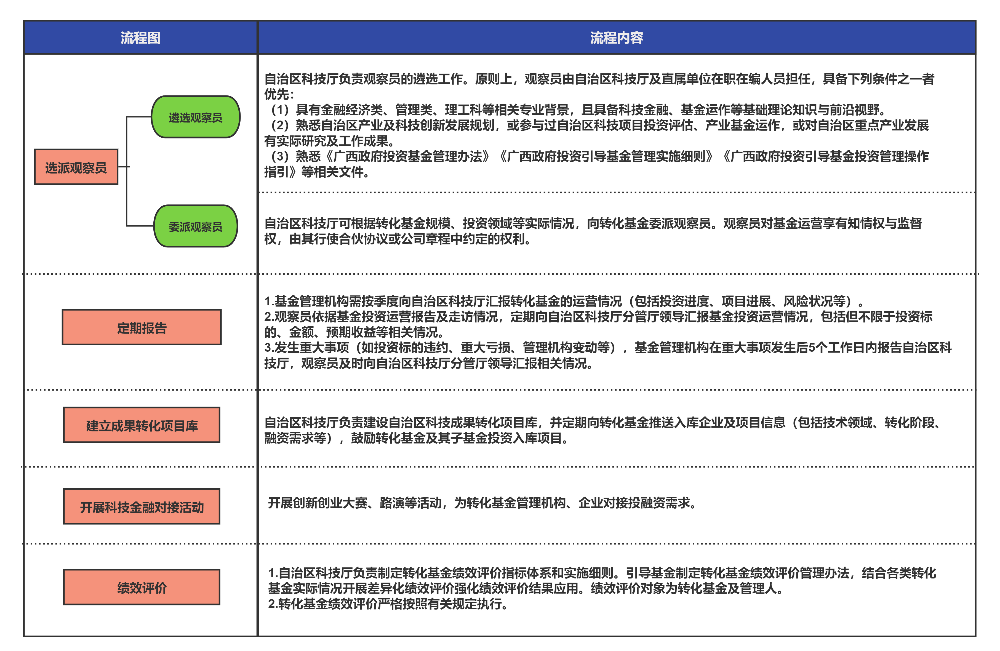 流程图
流程内容
遴选观察员
选派观察员
委派观察员
自治区科技厅负责观察员的遴选工作。原则上，观察员由自治区科技厅及直属单位在职在编人员担任，具备下列条件之一者
优先：
（1）具有金融经济类、管理类、理工科等相关专业背景，且具备科技金融、基金运作等基础理论知识与前沿视野。
（2）熟悉自治区产业及科技创新发展规划，或参与过自治区科技项目投资评估、产业基金运作，或对自治区重点产业发展
有实际研究及工作成果。
（3）熟悉《广西政府投资基金管理办法》《广西政府投资引导基金管理实施细则》《广西政府投资引导基金投资管理操作
指引》等相关文件。
自治区科技厅可根据转化基金规模、投资领域等实际情况，向转化基金委派观察员。观察员对基金运营享有知情权与监督
权，由其行使合伙协议或公司章程中约定的权利。
定期报告
1.基金管理机构需按季度向自治区科技厅汇报转化基金的运营情况（包括投资进度、项目进展、风险状况等）。
2.观察员依据基金投资运营报告及走访情况，定期向自治区科技厅分管厅领导汇报基金投资运营情况，包括但不限于投资标
的、金额、预期收益等相关情况。
3.发生重大事项（如投资标的违约、重大亏损、管理机构变动等），基金管理机构在重大事项发生后5个工作日内报告自治区科
技厅，观察员及时向自治区科技厅分管厅领导汇报相关情况。
建立成果转化项目库
自治区科技厅负责建设自治区科技成果转化项目库，并定期向转化基金推送入库企业及项目信息（包括技术领域、转化阶段、
融资需求等），鼓励转化基金及其子基金投资入库项目。
开展科技金融对接活动
开展创新创业大赛、路演等活动，为转化基金管理机构、企业对接投融资需求。
绩效评价
1.自治区科技厅负责制定转化基金绩效评价指标体系和实施细则。引导基金制定转化基金绩效评价管理办法，结合各类转化
基金实际情况开展差异化绩效评价强化绩效评价结果应用。绩效评价对象为转化基金及管理人。
2.转化基金绩效评价严格按照有关规定执行。